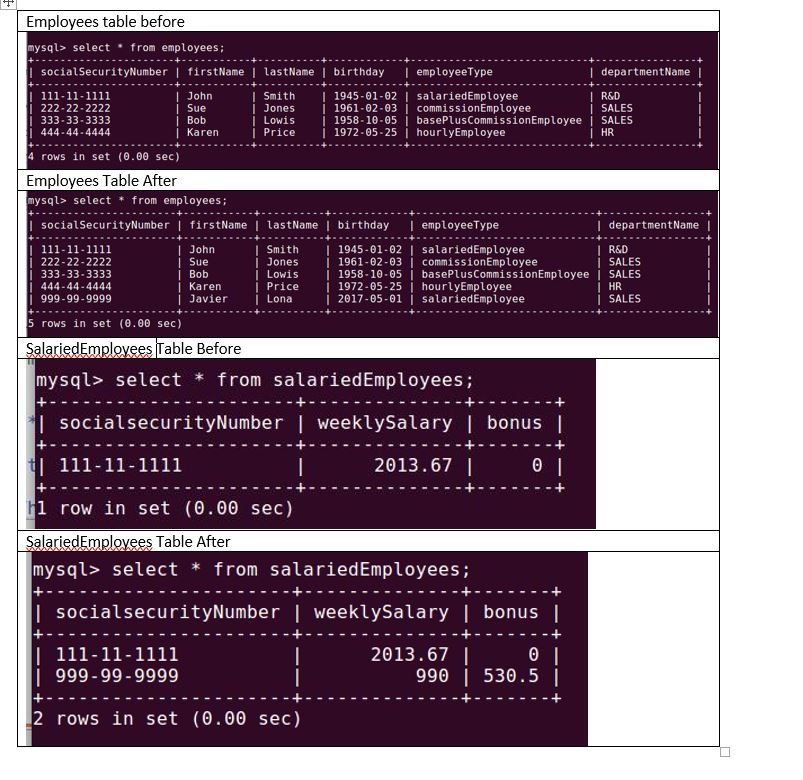 Employees table before
mysql> select * from employees;
+----------------------+-----------+----------+------------+----------------------------+----------------+
| socialSecurityNumber | firstName | lastName | birthday   | employeeType               | departmentName |
+----------------------+-----------+----------+------------+----------------------------+----------------+
| 111-11-1111          | John      | Smith    | 1945-01-02 | salariedEmployee           | R&D            |
| 222-22-2222          | Sue       | Jones    | 1961-02-03 | commissionEmployee         | SALES          |
| 333-33-3333          | Bob       | Lowis    | 1958-10-05 | basePlusCommissionEmployee | SALES          |
| 444-44-4444          | Karen     | Price    | 1972-05-25 | hourlyEmployee             | HR             |
+----------------------+-----------+----------+------------+----------------------------+----------------+
4 rows in set (0.00 sec)
Employees Table After
mysql> select * from employees;
+----------------------+-----------+----------+------------+----------------------------+----------------+
| socialSecurityNumber | firstName | lastName | birthday   | employeeType               | departmentName |
+----------------------+-----------+----------+------------+----------------------------+----------------+
| 111-11-1111          | John      | Smith    | 1945-01-02 | salariedEmployee           | R&D            |
| 222-22-2222          | Sue       | Jones    | 1961-02-03 | commissionEmployee         | SALES          |
| 333-33-3333          | Bob       | Lowis    | 1958-10-05 | basePlusCommissionEmployee | SALES          |
| 444-44-4444          | Karen     | Price    | 1972-05-25 | hourlyEmployee             | HR             |
| 999-99-9999          | Javier    | Lona     | 2017-05-01 | salariedEmployee           | SALES          |
+----------------------+-----------+----------+------------+----------------------------+----------------+
5 rows in set (0.00 sec)
SalariedEmployees Table Before
mysql> select * from salariedEmployees;
+----------------------+--------------+-------+
| socialsecurityNumber | weeklySalary | bonus |
+----------------------+--------------+-------+
| 111-11-1111          |      2013.67 |     0 |
+----------------------+--------------+-------+
1 row in set (0.00 sec)
SalariedEmployees Table After
mysql> select * from salariedEmployees;
+----------------------+--------------+-------+
| socialsecurityNumber | weeklySalary | bonus |
+----------------------+--------------+-------+
| 111-11-1111          |      2013.67 |     0 |
| 999-99-9999          |          990 | 530.5 |
+----------------------+--------------+-------+
2 rows in set (0.00 sec)